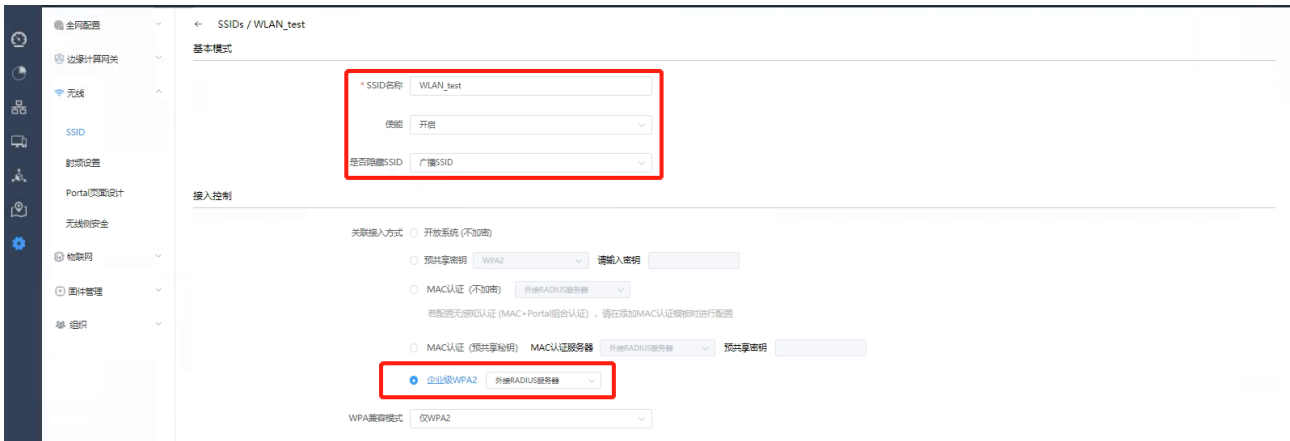 全网配置
边缘计算网关
无线
SSID
射频设置
Portal页面设计
无线侧安全
物联网
固件管理
组织
← SSIDs / WLAN_test
基本模式
* SSID名称 WLAN_test
使能 开启
是否隐藏SSID 广播SSID
接入控制
关联接入方式 开放系统 (不加密)
预共享密钥 WPA2 请输入密钥
MAC认证 (不加密) 外接RADIUS服务器
若配置无感知认证 (MAC+Portal组合认证) ，请在添加MAC认证模板时进行配置
MAC认证 (预共享秘钥) MAC认证服务器 外接RADIUS服务器 预共享密钥
企业级WPA2 外接RADIUS服务器
WPA兼容模式 仅WPA2